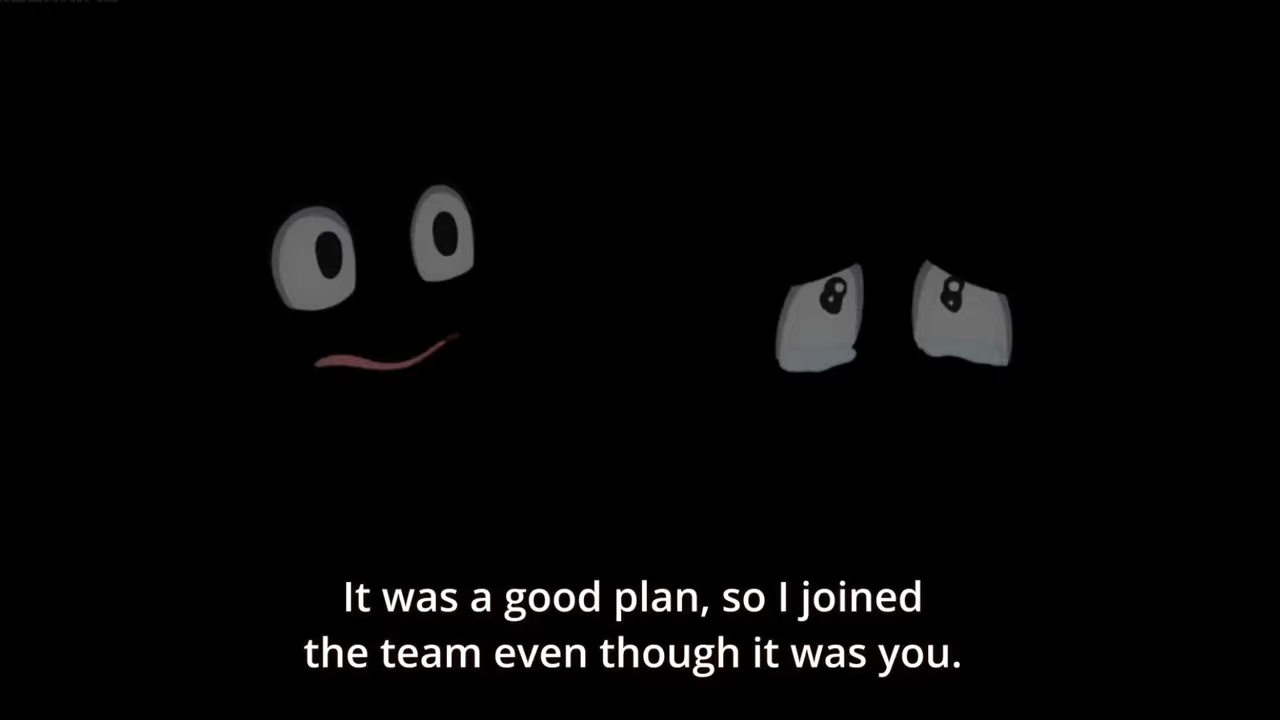 It was a good plan, so I joined
the team even though it was you.